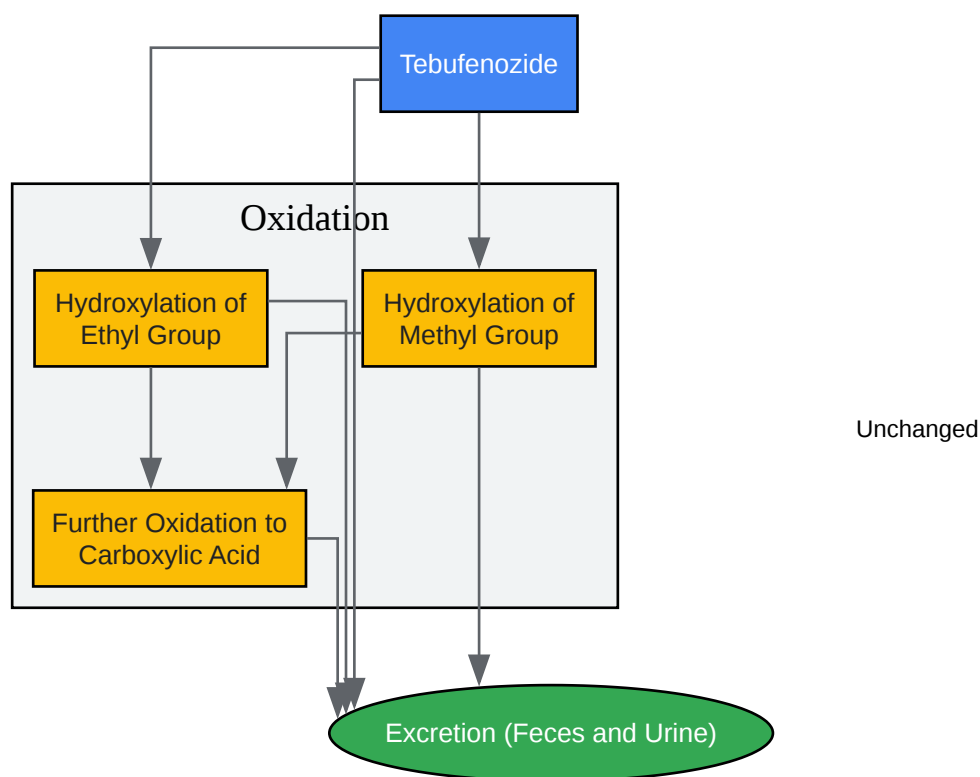 Tebufenozide
Oxidation
Hydroxylation of
Ethyl Group
Hydroxylation of
Methyl Group
Unchanged
Further Oxidation to
Carboxylic Acid
Excretion (Feces and Urine)